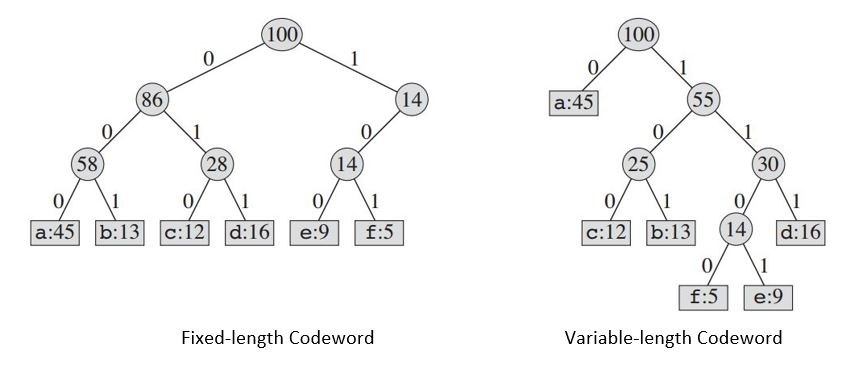 100 100
0 1 0 1
86 14 a:45 55
0 1 0 0 1
58 28 14 25 30
0 1 0 1 0 1 0 1 0 1
a:45 b:13 c:12 d:16 e:9 f:5 c:12 b:13 14 d:16
0 1
f:5 e:9
Fixed-length Codeword Variable-length Codeword